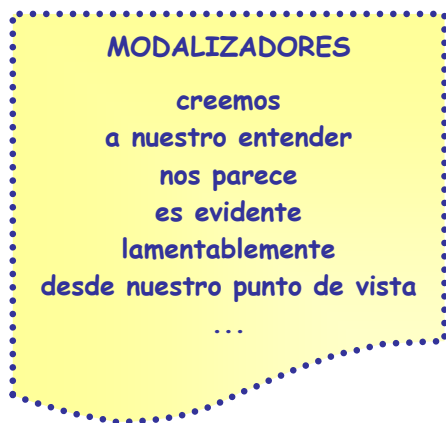 MODALIZADORES
creemos
a nuestro entender
nos parece
es evidente
lamentablemente
desde nuestro punto de vista
...